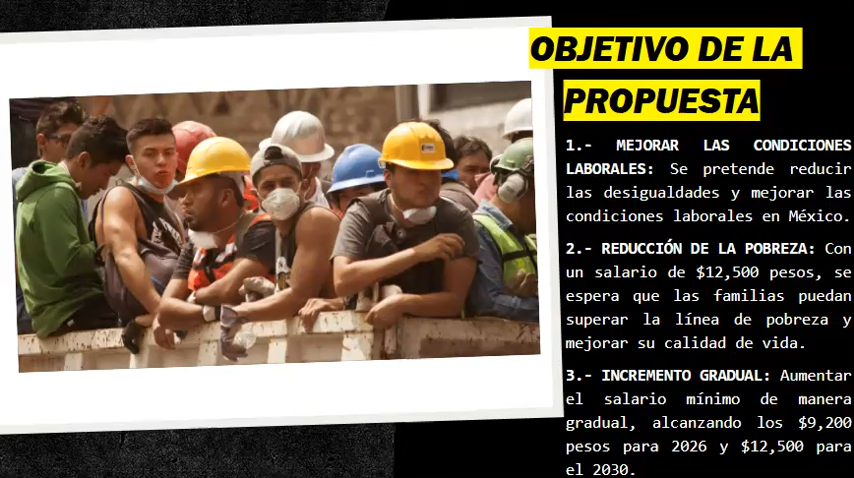 OBJETIVO DE LA
PROPUESTA
1.- MEJORAR LAS CONDICIONES
LABORALES: Se pretende reducir
las desigualdades y mejorar las
condiciones laborales en México.
2.- REDUCCIÓN DE LA POBREZA: Con
un salario de $12,500 pesos, se
espera que las familias puedan
superar la línea de pobreza y
mejorar su calidad de vida.
3.- INCREMENTO GRADUAL: Aumentar
el salario mínimo de manera
gradual, alcanzando los $9,200
pesos para 2026 y $12,500 para
el 2030.